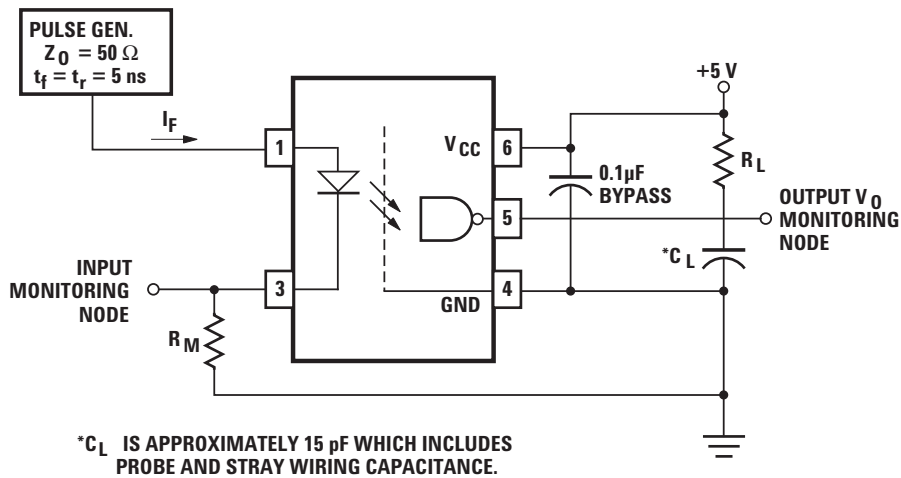 PULSE GEN.
Z0 = 50 Ω
tf = tr = 5 ns
IF
+5 V
1
VCC
6
0.1µF
BYPASS
RL
5
OUTPUT V0
MONITORING
NODE
*CL
INPUT
MONITORING
NODE
3
GND
4
RM
*CL IS APPROXIMATELY 15 pF WHICH INCLUDES
PROBE AND STRAY WIRING CAPACITANCE.